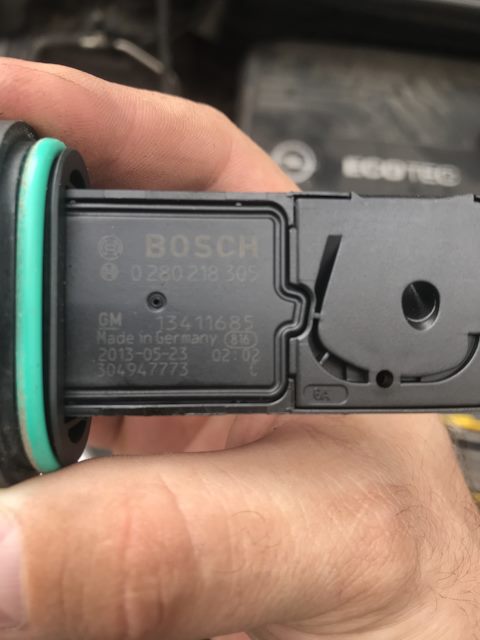 ECOTEC
BOSCH
0 280 218 305
GM 13411685
Made in Germany 816
2013-05-23 02:02
304947773 C
6A